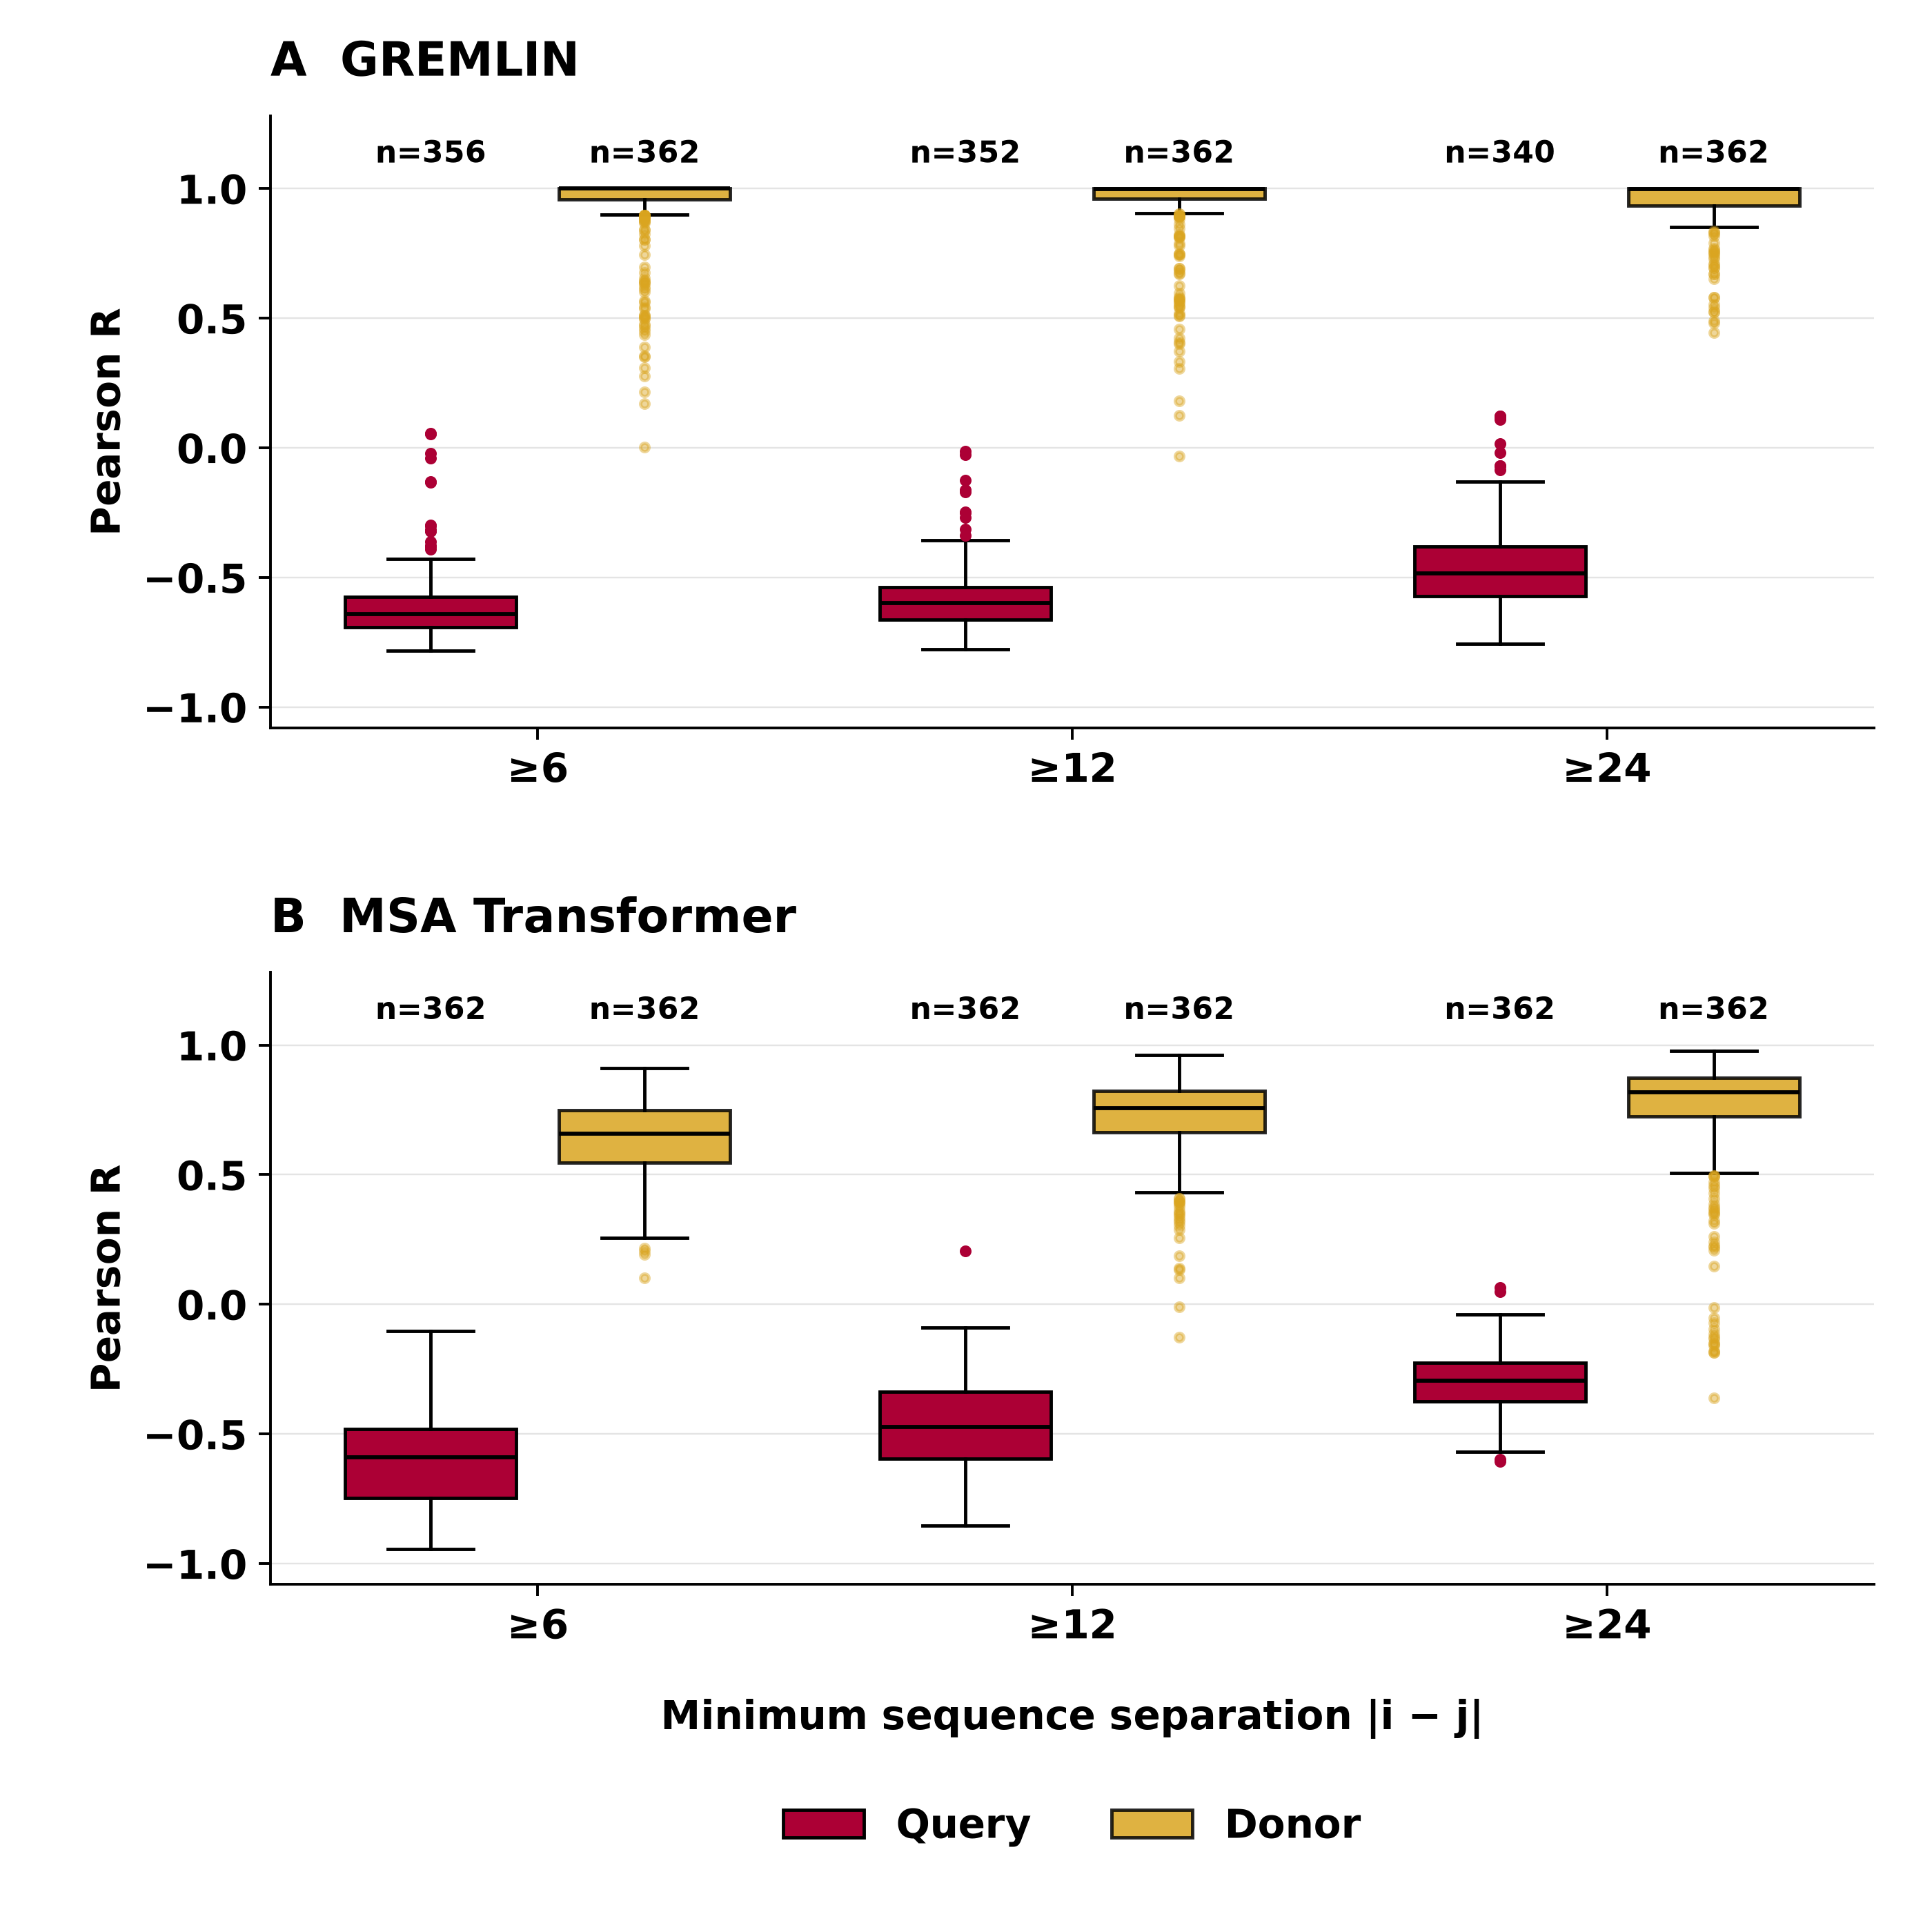 A GREMLIN
n=356 n=362 n=352 n=362 n=340 n=362
1.0
0.5
0.0
−0.5
−1.0
Pearson R
≥6 ≥12 ≥24
B MSA Transformer
n=362 n=362 n=362 n=362 n=362 n=362
1.0
0.5
0.0
−0.5
−1.0
Pearson R
≥6 ≥12 ≥24
Minimum sequence separation |i − j|
Query Donor